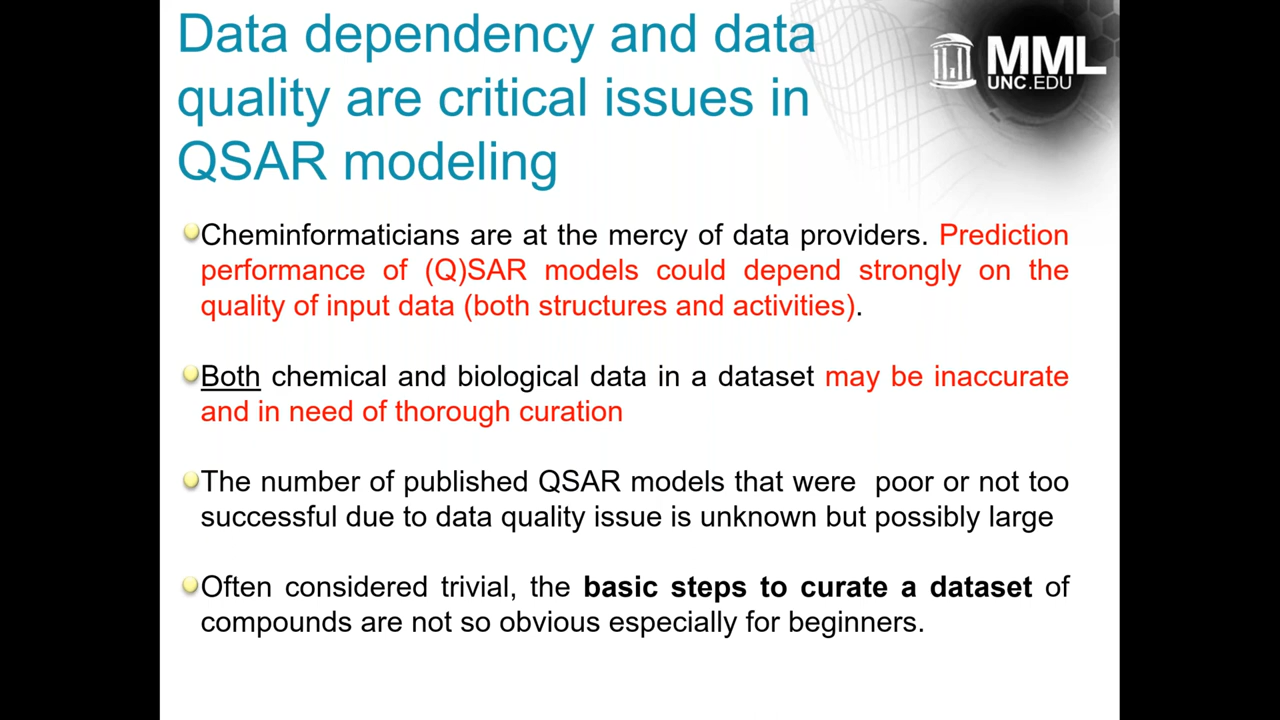 Data dependency and data
quality are critical issues in
QSAR modeling
MML
UNC.EDU
Cheminformaticians are at the mercy of data providers. Prediction
performance of (Q)SAR models could depend strongly on the
quality of input data (both structures and activities).
Both chemical and biological data in a dataset may be inaccurate
and in need of thorough curation
The number of published QSAR models that were  poor or not too
successful due to data quality issue is unknown but possibly large
Often considered trivial, the basic steps to curate a dataset of
compounds are not so obvious especially for beginners.